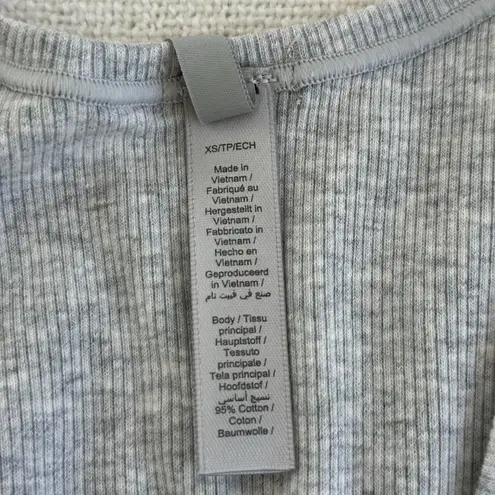 XS/TP/ECH
Made in
Vietnam /
Fabriqué au
Vietnam /
Hergestellt in
Vietnam /
Fabbricato in
Vietnam /
Hecho en
Vietnam /
Geproduceerd
in Vietnam /
صنع في فييت نام
Body / Tissu
principal /
Hauptstoff /
Tessuto
principale /
Tela principal /
Hoofdstof /
نسيج أساسي
95% Cotton /
Coton /
Baumwolle /